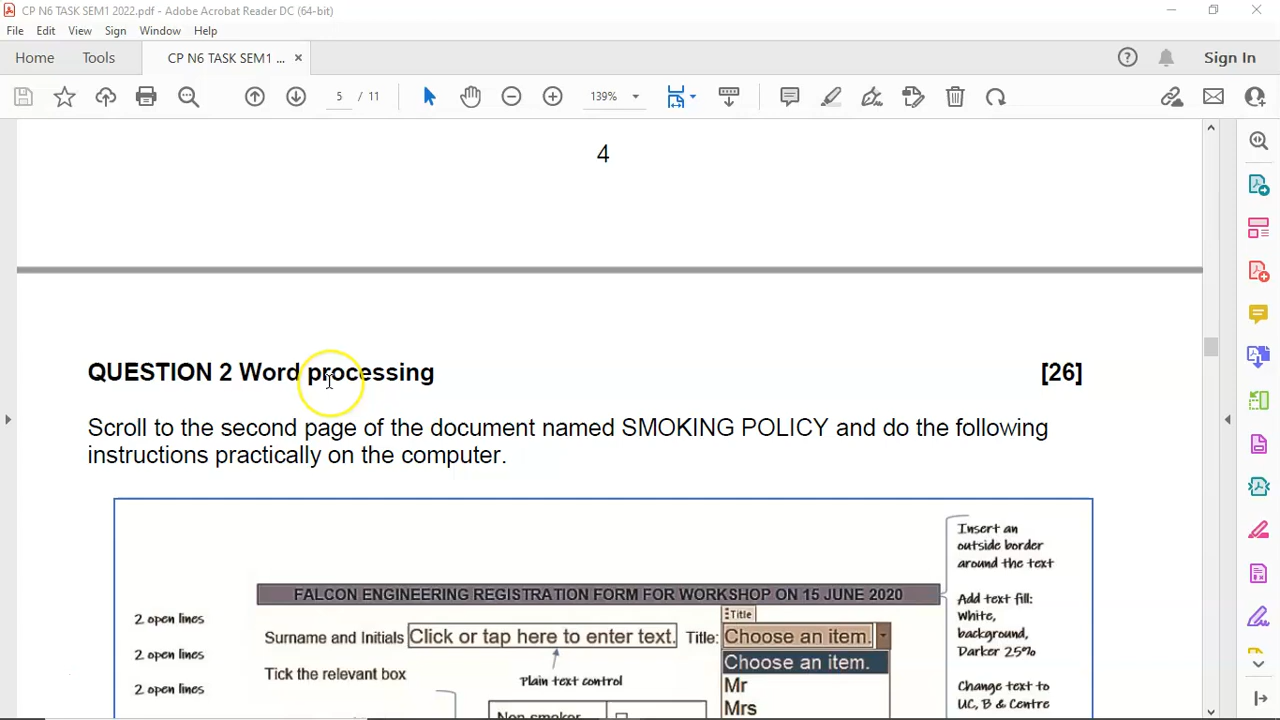 CP N6 TASK SEM1 2022.pdf - Adobe Acrobat Reader DC (64-bit)
File Edit View Sign Window Help
Home Tools CP N6 TASK SEM1 ... Sign In
5 / 11 139%
4
QUESTION 2 Word processing [26]
Scroll to the second page of the document named SMOKING POLICY and do the following
instructions practically on the computer.
Insert an
outside border
around the text
FALCON ENGINEERING REGISTRATION FORM FOR WORKSHOP ON 15 JUNE 2020
Add text fill:
White,
background,
Darker 25%
2 open lines
Title
Surname and Initials Click or tap here to enter text. Title: Choose an item.
2 open lines
Choose an item.
Tick the relevant box
Plain text control
Mr
Change text to
UC, B & Centre
2 open lines
Mrs
Non smoker